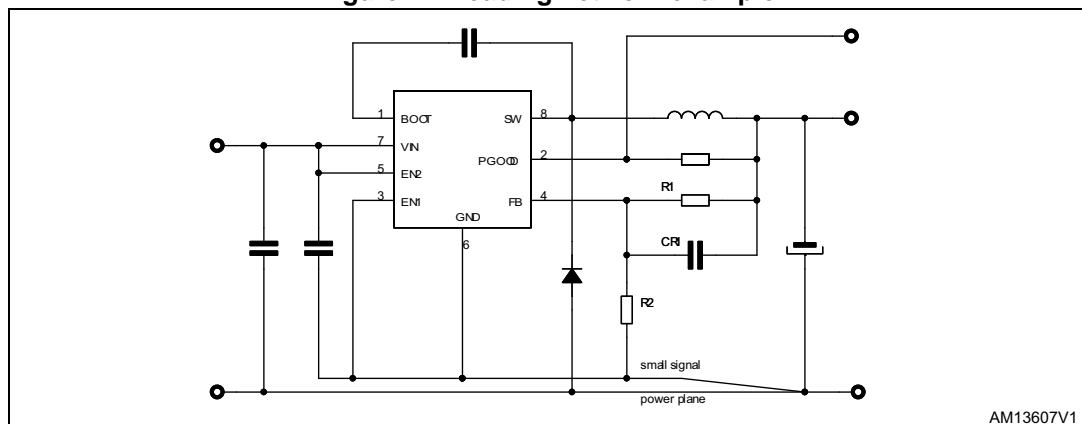 1
BOOT
SW
8
7
VIN
PGOOD
2
5
EN2
R1
3
EN1
FB
4
GND
6
CR1
R2
small signal
power plane
AM13607V1